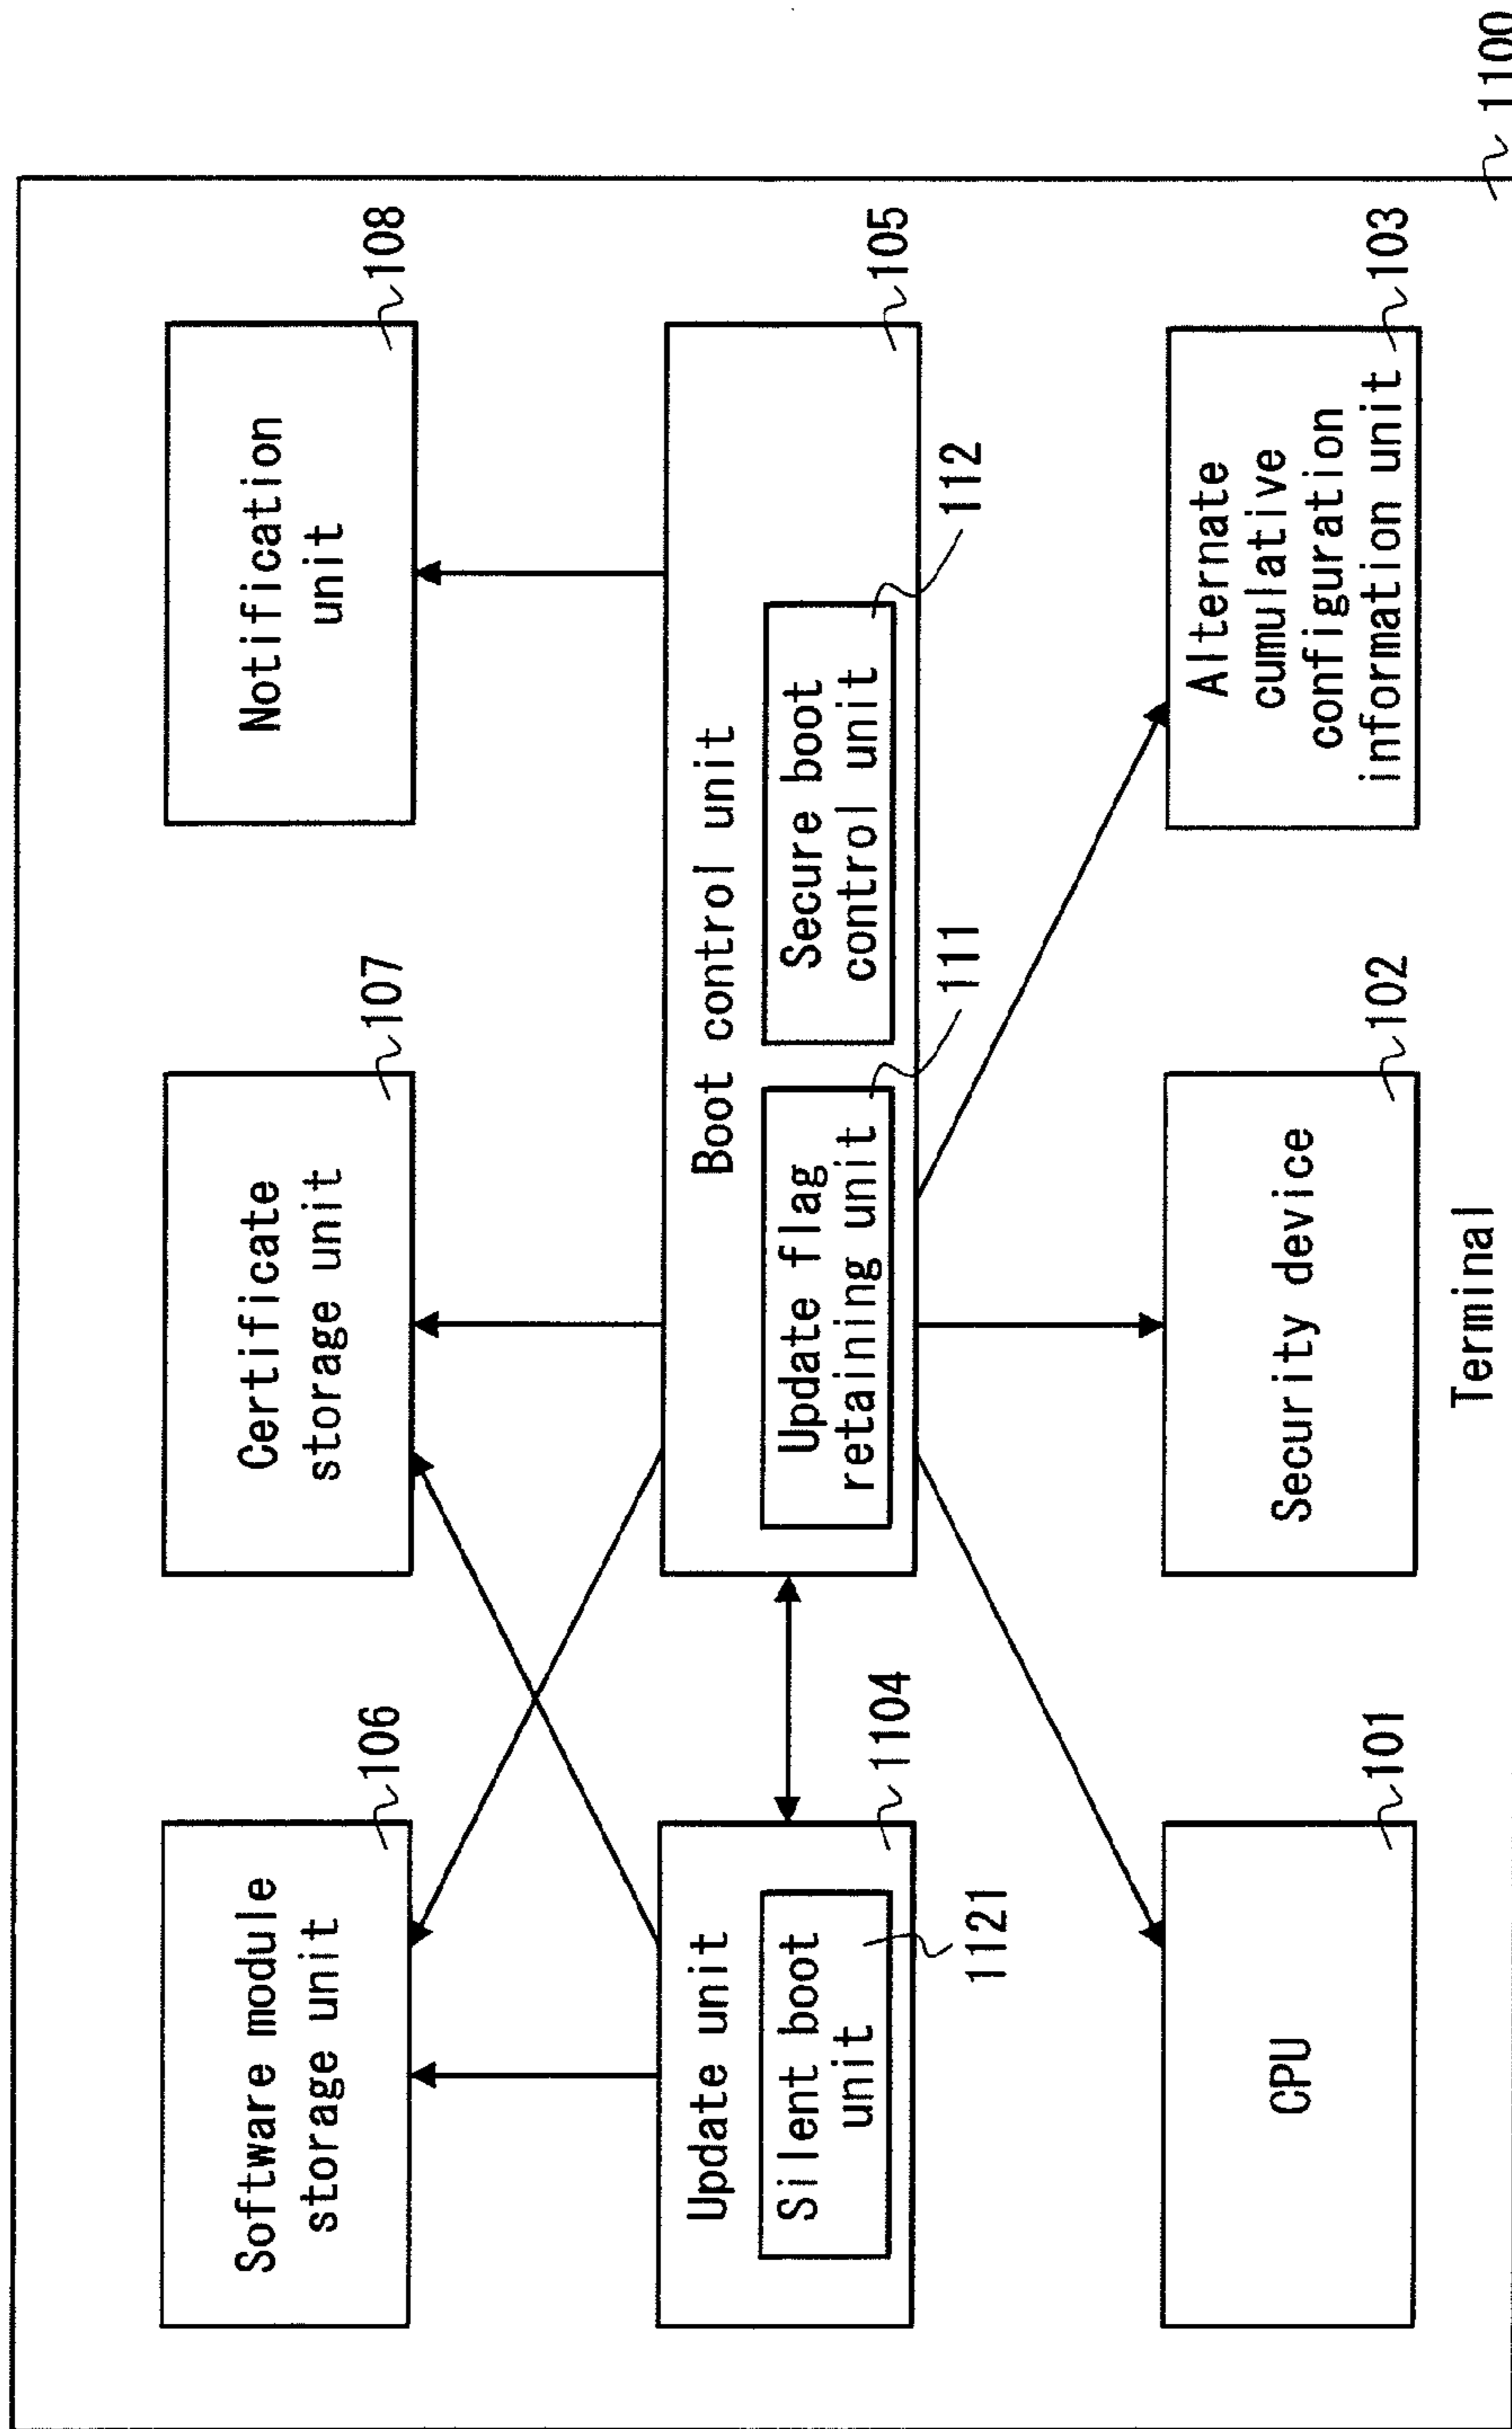 Software module
storage unit
106
Certificate
storage unit
107
Notification
unit
108
Update unit
Silent boot
unit
1104
1121
Boot control unit
Update flag
retaining unit
111
Secure boot
control unit
112
105
CPU
101
Security device
102
Alternate
cumulative
configuration
information unit
103
Terminal
1100